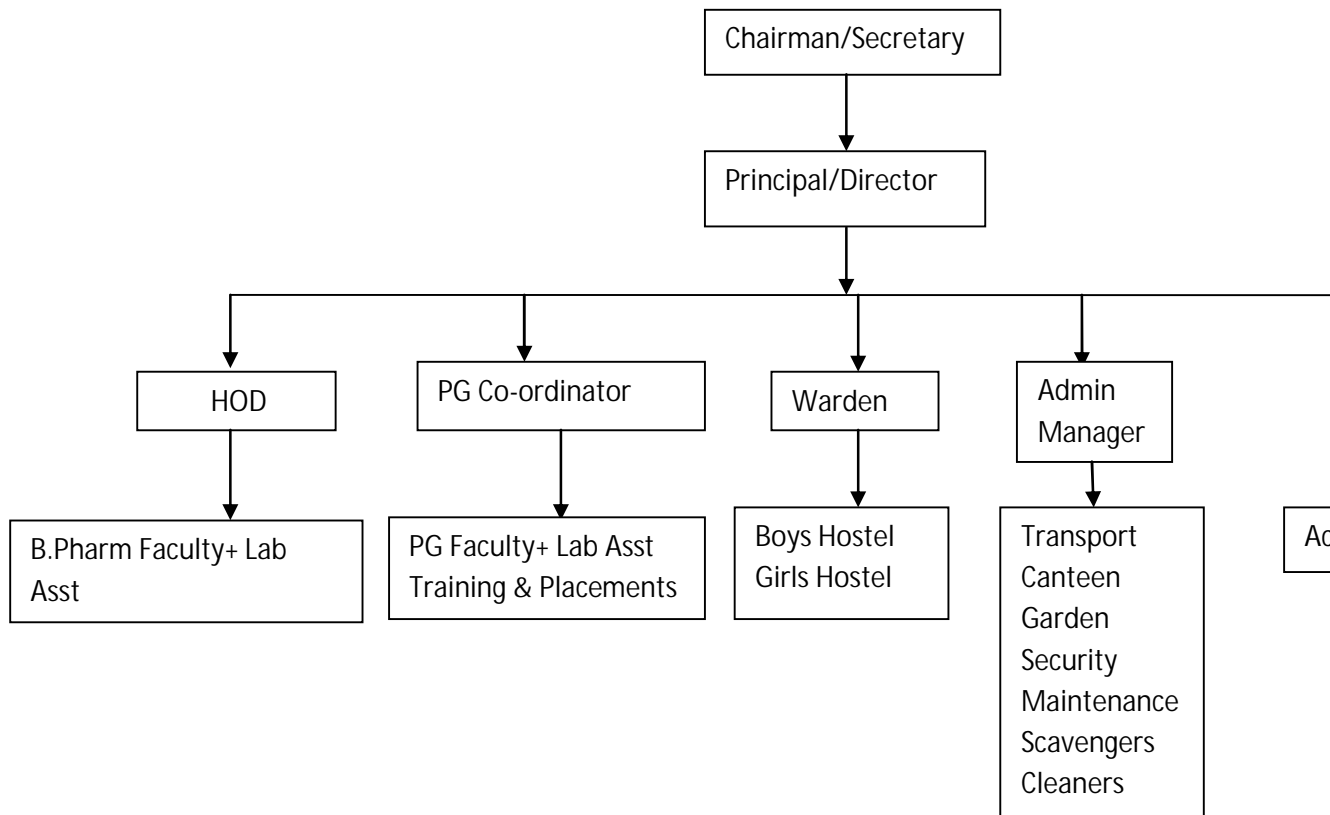 Chairman/Secretary
Principal/Director
HOD
PG Co-ordinator
Warden
Admin
Manager
B.Pharm Faculty+ Lab
Asst
PG Faculty+ Lab Asst
Training & Placements
Boys Hostel
Girls Hostel
Transport
Canteen
Garden
Security
Maintenance
Scavengers
Cleaners